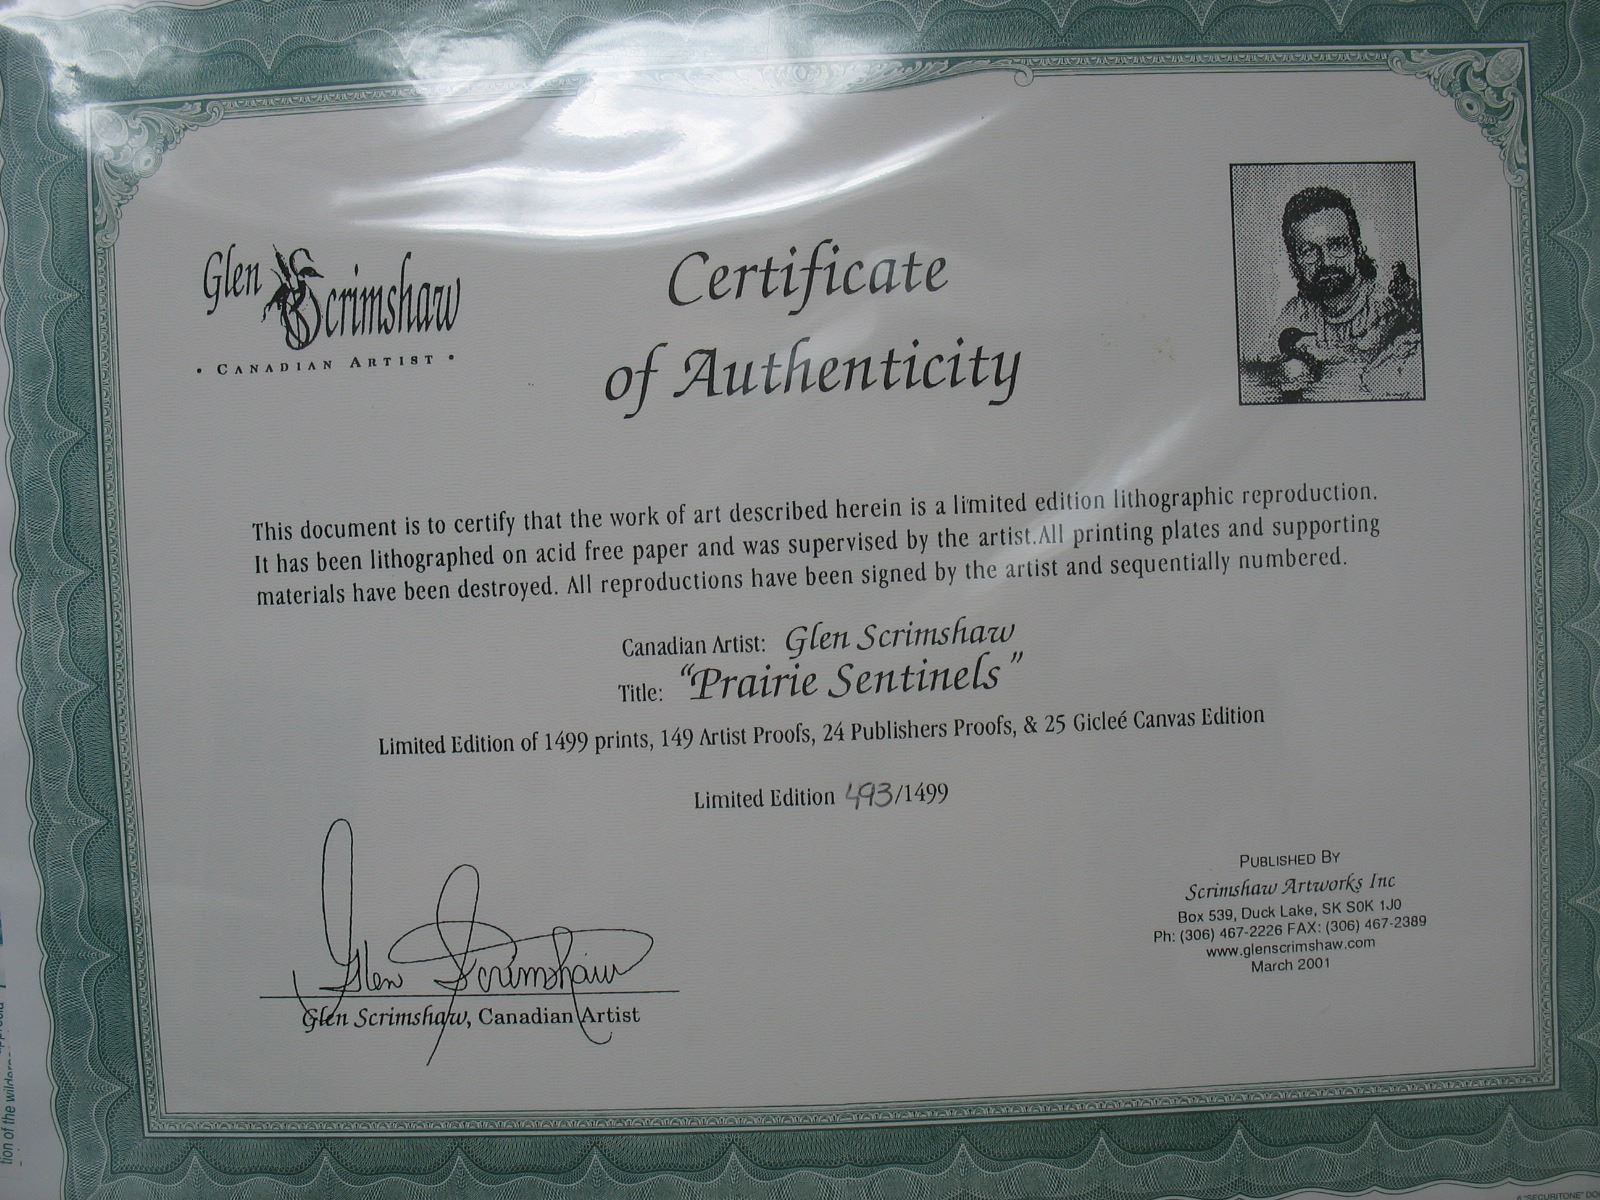 Glen Scrimshaw
• CANADIAN ARTIST •
Certificate
of Authenticity
This document is to certify that the work of art described herein is a limited edition lithographic reproduction.
It has been lithographed on acid free paper and was supervised by the artist.All printing plates and supporting
materials have been destroyed. All reproductions have been signed by the artist and sequentially numbered.
Canadian Artist: Glen Scrimshaw
Title: “Prairie Sentinels”
Limited Edition of 1499 prints, 149 Artist Proofs, 24 Publishers Proofs, & 25 Gicleé Canvas Edition
Limited Edition 493/1499
Glen Scrimshaw
Glen Scrimshaw, Canadian Artist
PUBLISHED BY
Scrimshaw Artworks Inc
Box 539, Duck Lake, SK S0K 1J0
Ph: (306) 467-2226 FAX: (306) 467-2389
www.glenscrimshaw.com
March 2001
tion of the